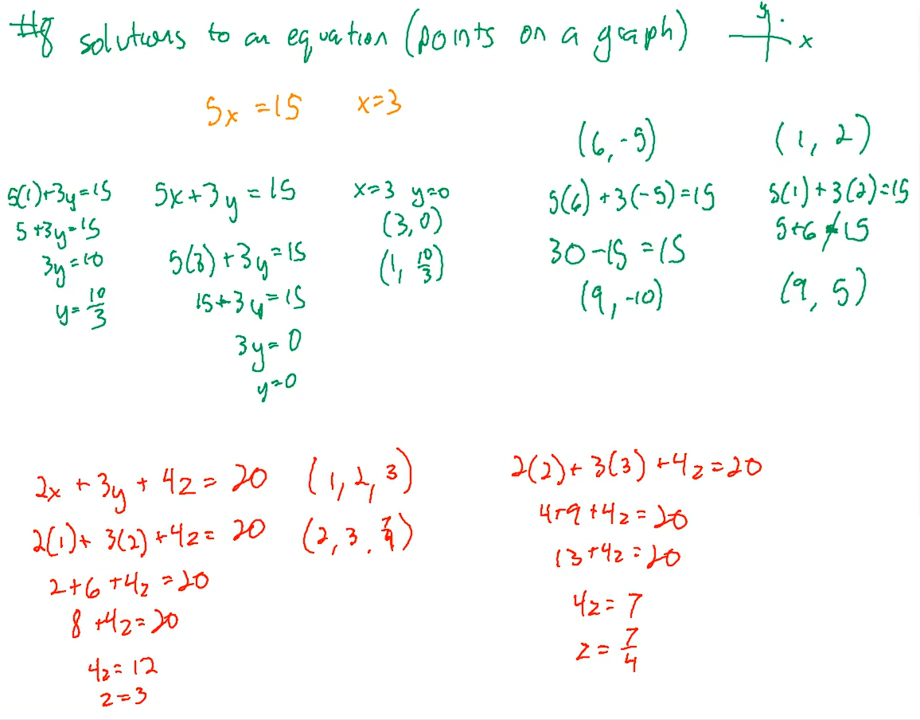 #8 solutions to an equation (points on a graph) y x
5x = 15 x=3
5(1)+3y=15
5+3y=15
3y=10
y=10/3
5x+3y=15
5(3)+3y=15
15+3y=15
3y=0
y=0
x=3 y=0
(3,0)
(1, 10/3)
(6,-5)
5(6)+3(-5)=15
30-15=15
(9,-10)
(1, 2)
5(1)+3(2)=15
5+6≠15
(9, 5)
2x + 3y + 4z = 20 (1, 2, 3)
2(1)+ 3(2)+4z= 20 (2, 3, 7/4)
2+6+4z=20
8+4z=20
4z=12
z=3
2(2)+3(3)+4z=20
4+9+4z=20
13+4z=20
4z=7
z=7/4